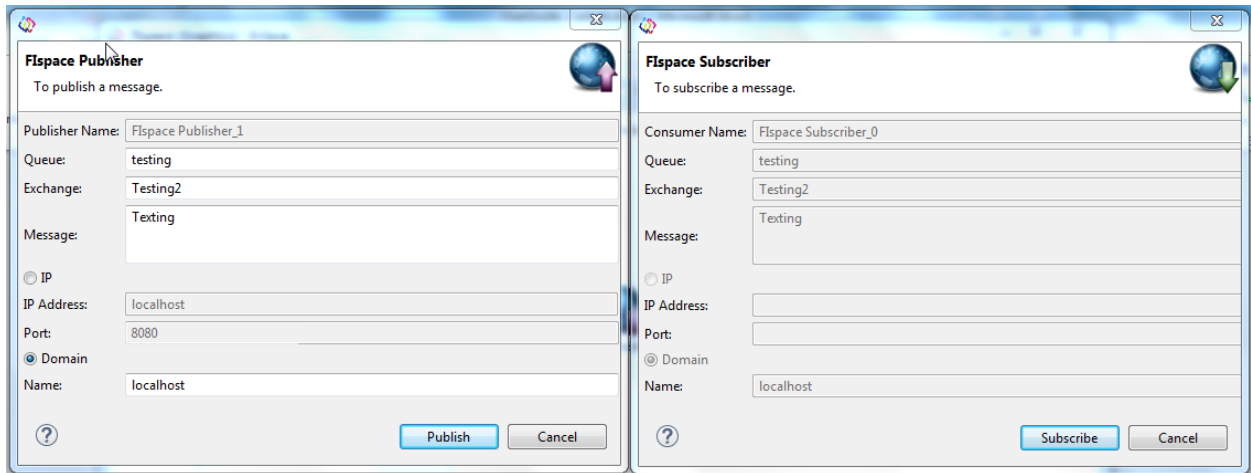 FIspace Publisher
To publish a message.
Publisher Name: FIspace Publisher_1
Queue: testing
Exchange: Testing2
Message: Texting
IP
IP Address: localhost
Port: 8080
Domain
Name: localhost
? Publish Cancel
FIspace Subscriber
To subscribe a message.
Consumer Name: FIspace Subscriber_0
Queue: testing
Exchange: Testing2
Message: Texting
IP
IP Address:
Port:
Domain
Name: localhost
? Subscribe Cancel